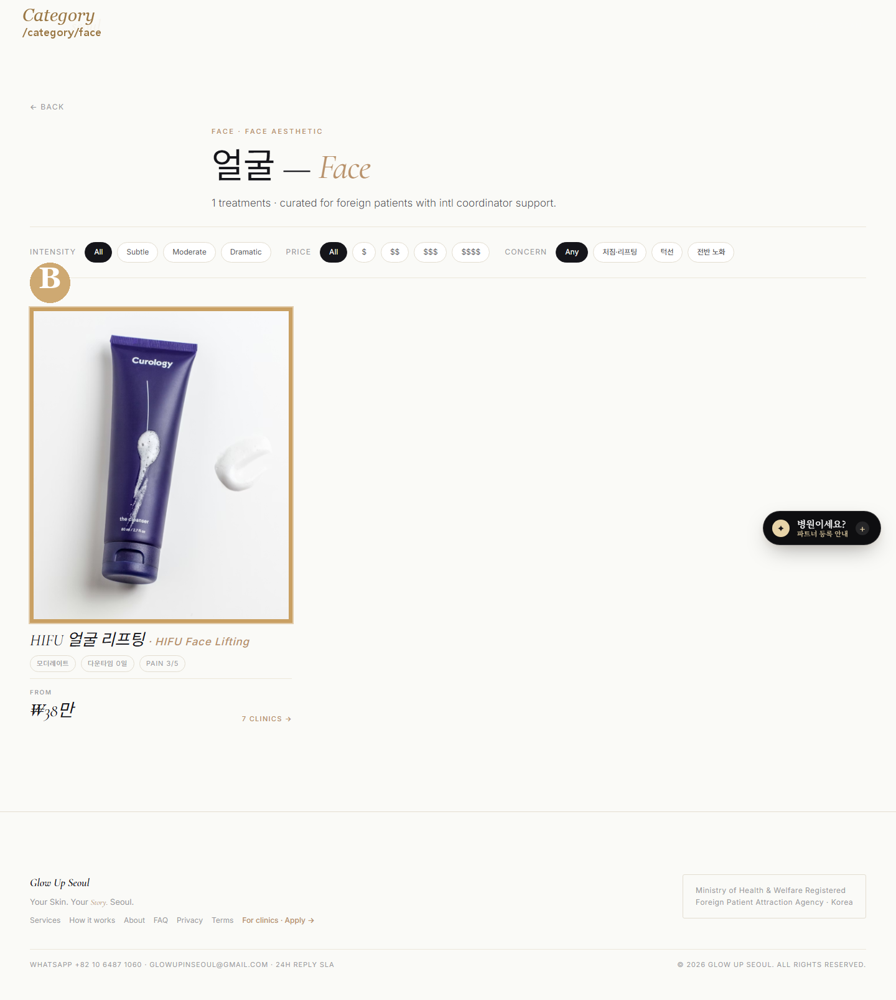 Category
/category/face
← BACK
FACE · FACE AESTHETIC
얼굴 — Face
1 treatments · curated for foreign patients with intl coordinator support.
INTENSITY All Subtle Moderate Dramatic PRICE All $ $$ $$$ $$$$ CONCERN Any 처짐·리프팅 턱선 전반 노화
B
Curology
the cleanser
80 ml / 2.7 fl oz
병원이세요?
파트너 등록 안내
+
HIFU 얼굴 리프팅 · HIFU Face Lifting
모더레이트 다운타임 0일 PAIN 3/5
FROM
₩38만
7 CLINICS →
Glow Up Seoul
Your Skin. Your Story. Seoul.
Services How it works About FAQ Privacy Terms For clinics · Apply →
Ministry of Health & Welfare Registered
Foreign Patient Attraction Agency · Korea
WHATSAPP +82 10 6487 1060 · GLOWUPINSEOUL@GMAIL.COM · 24H REPLY SLA
© 2026 GLOW UP SEOUL. ALL RIGHTS RESERVED.